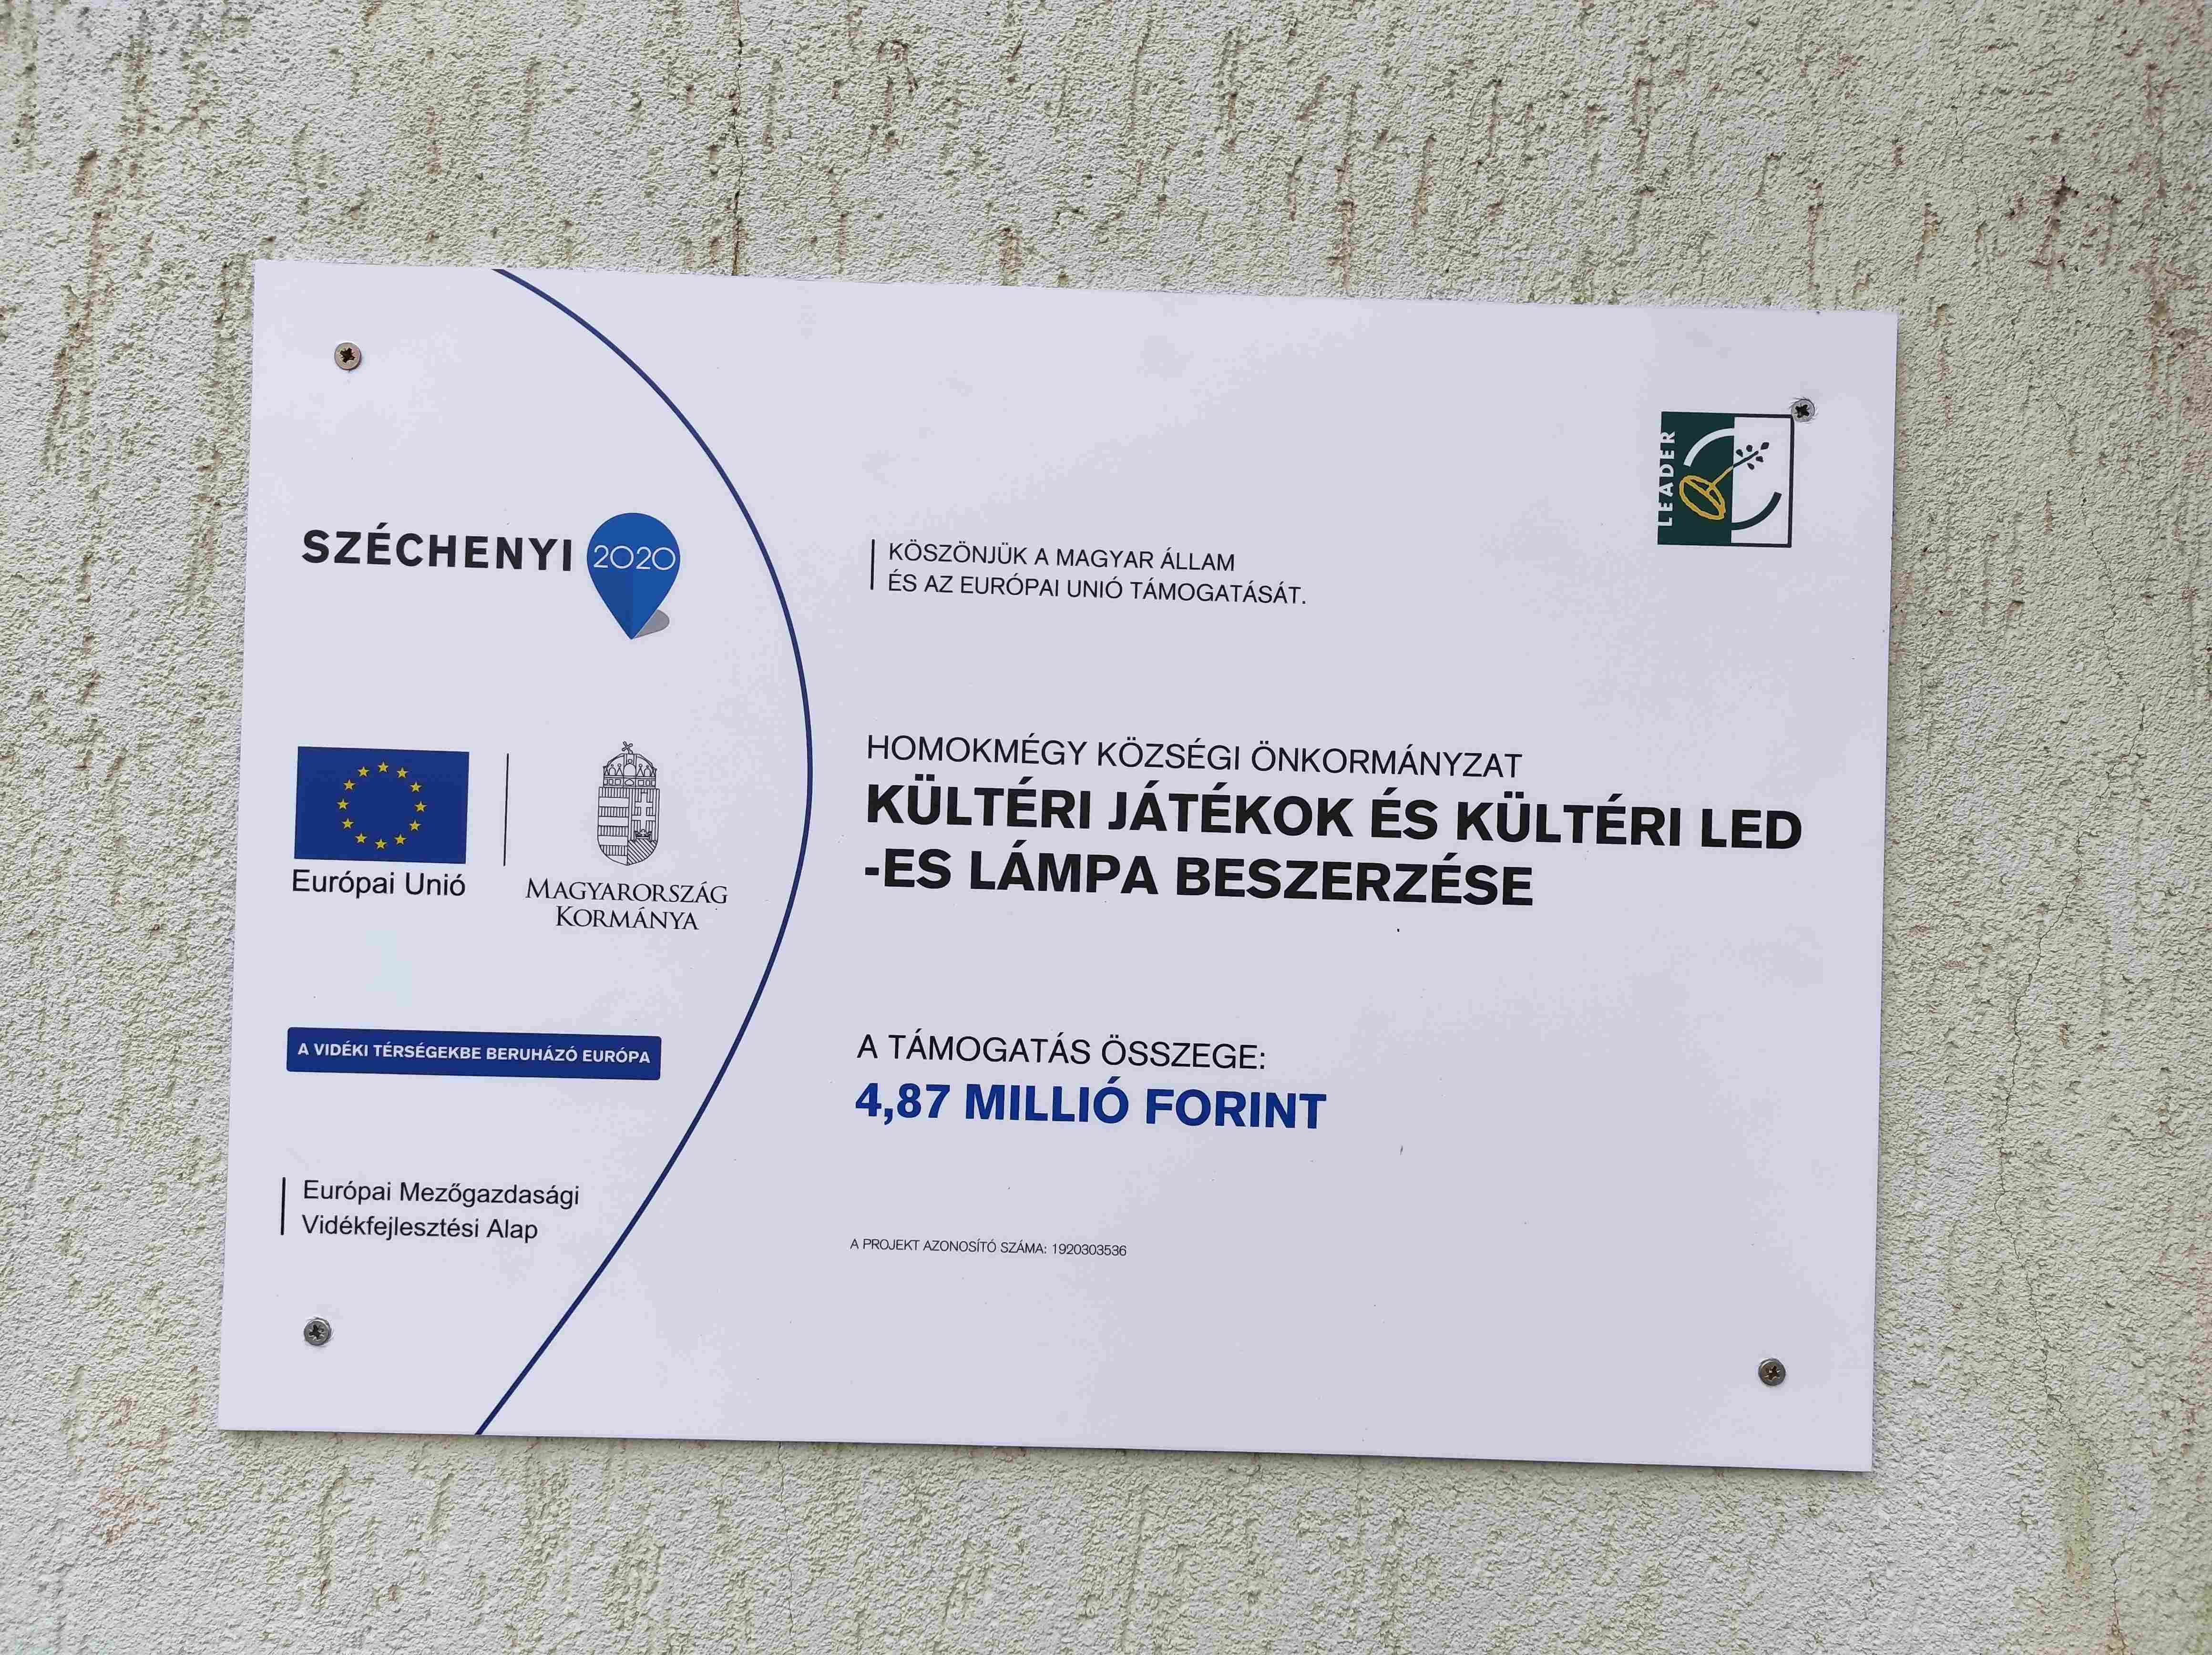 SZÉCHENYI 2020
Európai Unió
MAGYARORSZÁG
KORMÁNYA
A VIDÉKI TÉRSÉGEKBE BERUHÁZÓ EURÓPA
Európai Mezőgazdasági
Vidékfejlesztési Alap
LEADER
KÖSZÖNJÜK A MAGYAR ÁLLAM
ÉS AZ EURÓPAI UNIÓ TÁMOGATÁSÁT.
HOMOKMÉGY KÖZSÉGI ÖNKORMÁNYZAT
KÜLTÉRI JÁTÉKOK ÉS KÜLTÉRI LED
-ES LÁMPA BESZERZÉSE
A TÁMOGATÁS ÖSSZEGE:
4,87 MILLIÓ FORINT
A PROJEKT AZONOSÍTÓ SZÁMA: 1920303536